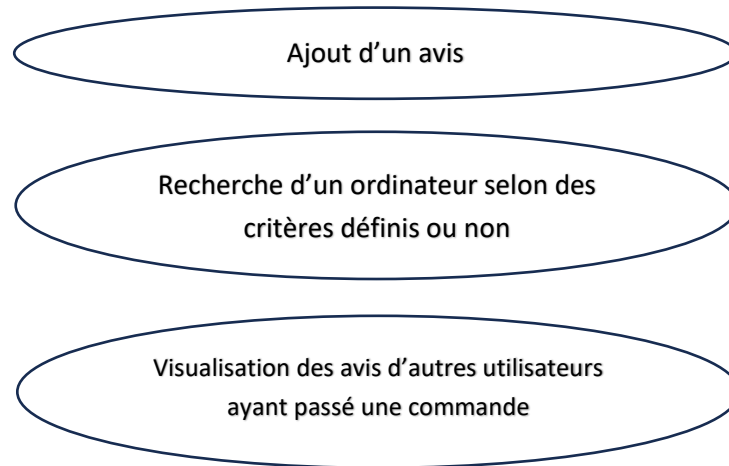 Ajout d’un avis
Recherche d’un ordinateur selon des
critères définis ou non
Visualisation des avis d’autres utilisateurs
ayant passé une commande